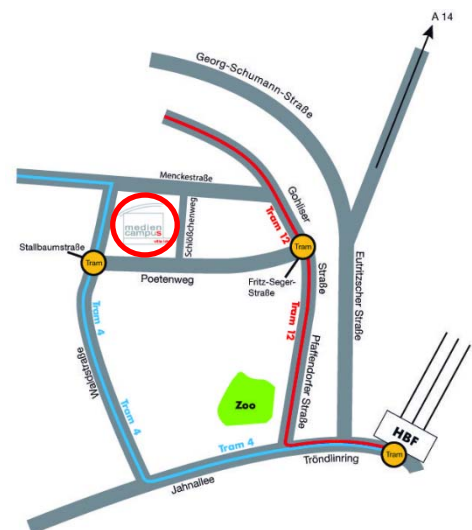 A 14
Georg-Schumann-Straße
Menckestraße
Gohliser
Straße
medien
campus
Schlößchenweg
Tram 12
Stallbaumstraße
Tram
Tram
Poetenweg
Fritz-Seger-
Straße
Eutritzscher Straße
Tram 4
Tram 12
Pfaffendorfer Straße
Waldstraße
Zoo
HBF
Tram 4
Tram 4
Tröndlinring
Tram
Jahnallee